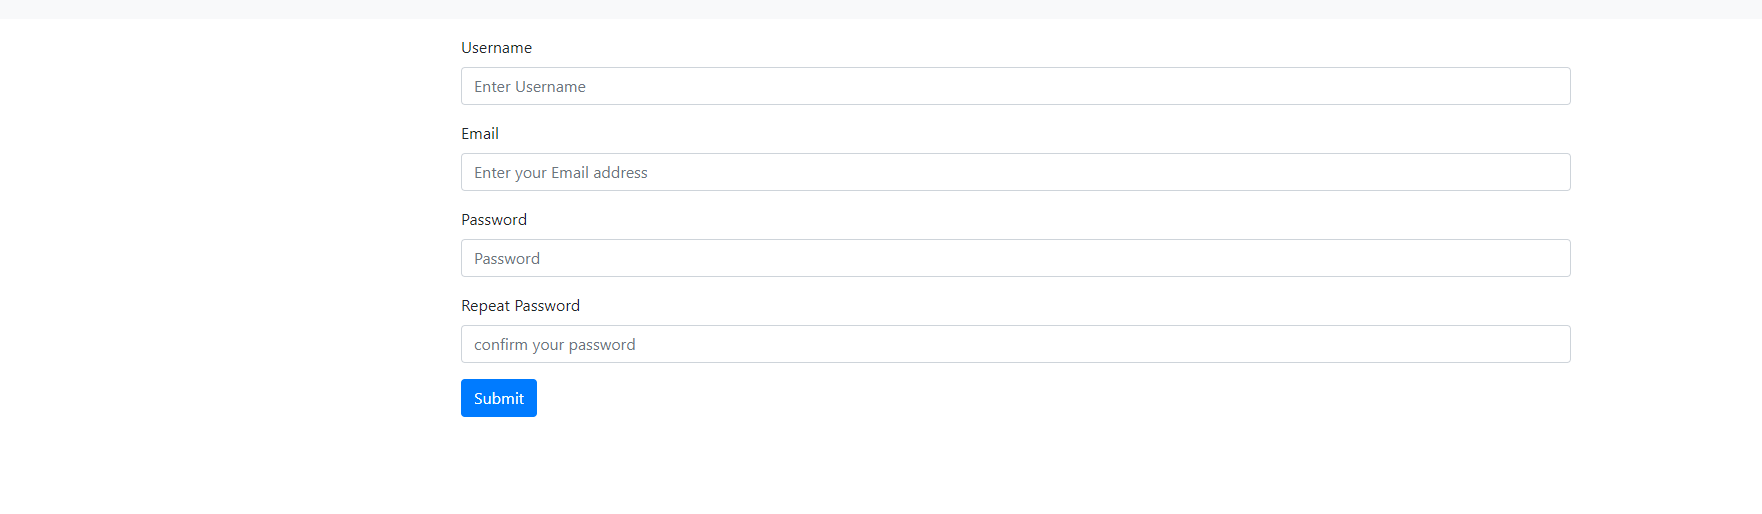 Username
Enter Username
Email
Enter your Email address
Password
Password
Repeat Password
confirm your password
Submit